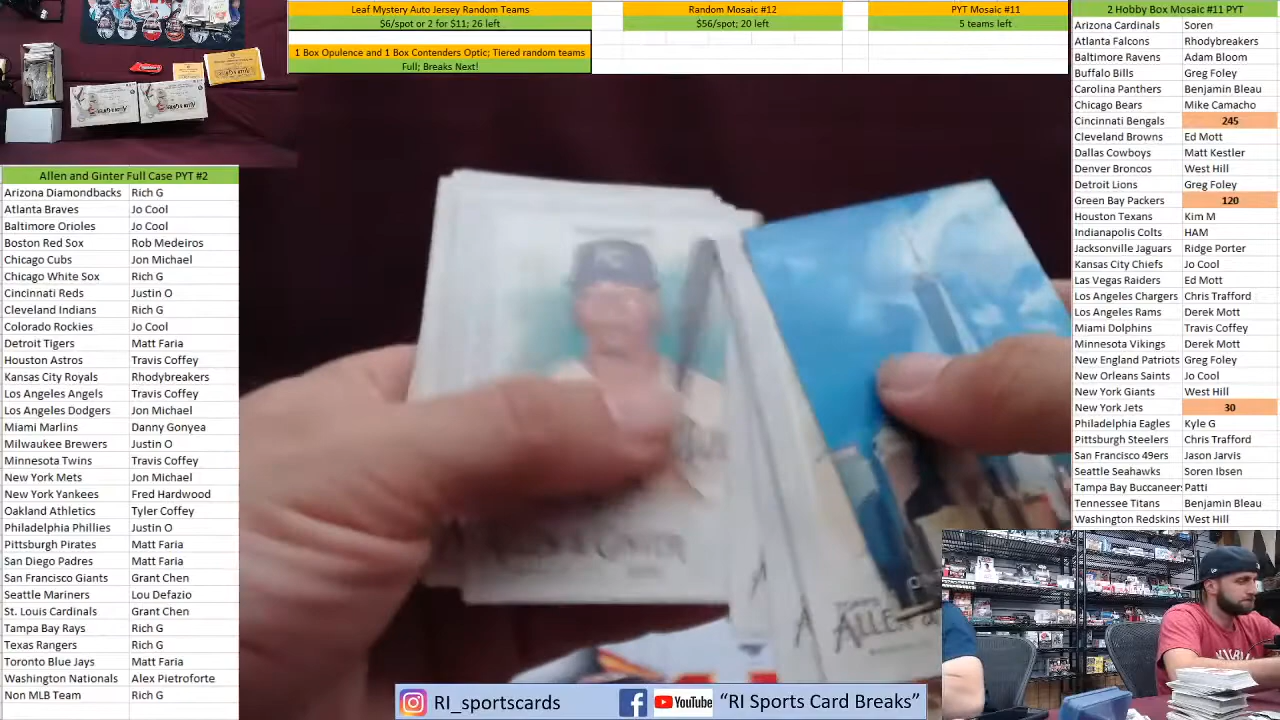 Leaf Mystery Auto Jersey Random Teams
$6/spot or 2 for $11; 26 left
1 Box Opulence and 1 Box Contenders Optic; Tiered random teams
Full; Breaks Next!
Random Mosaic #12
$56/spot; 20 left
PYT Mosaic #11
5 teams left
2 Hobby Box Mosaic #11 PYT
Arizona Cardinals Soren
Atlanta Falcons Rhodybreakers
Baltimore Ravens Adam Bloom
Buffalo Bills Greg Foley
Carolina Panthers Benjamin Bleau
Chicago Bears Mike Camacho
Cincinnati Bengals 245
Cleveland Browns Ed Mott
Dallas Cowboys Matt Kestler
Denver Broncos West Hill
Detroit Lions Greg Foley
Green Bay Packers 120
Houston Texans Kim M
Indianapolis Colts HAM
Jacksonville Jaguars Ridge Porter
Kansas City Chiefs Jo Cool
Las Vegas Raiders Ed Mott
Los Angeles Chargers Chris Trafford
Los Angeles Rams Derek Mott
Miami Dolphins Travis Coffey
Minnesota Vikings Derek Mott
New England Patriots Greg Foley
New Orleans Saints Jo Cool
New York Giants West Hill
New York Jets 30
Philadelphia Eagles Kyle G
Pittsburgh Steelers Chris Trafford
San Francisco 49ers Jason Jarvis
Seattle Seahawks Soren Ibsen
Tampa Bay Buccaneers Patti
Tennessee Titans Benjamin Bleau
Washington Redskins West Hill
Allen and Ginter Full Case PYT #2
Arizona Diamondbacks Rich G
Atlanta Braves Jo Cool
Baltimore Orioles Jo Cool
Boston Red Sox Rob Medeiros
Chicago Cubs Jon Michael
Chicago White Sox Rich G
Cincinnati Reds Justin O
Cleveland Indians Rich G
Colorado Rockies Jo Cool
Detroit Tigers Matt Faria
Houston Astros Travis Coffey
Kansas City Royals Rhodybreakers
Los Angeles Angels Travis Coffey
Los Angeles Dodgers Jon Michael
Miami Marlins Danny Gonyea
Milwaukee Brewers Justin O
Minnesota Twins Travis Coffey
New York Mets Jon Michael
New York Yankees Fred Hardwood
Oakland Athletics Tyler Coffey
Philadelphia Phillies Justin O
Pittsburgh Pirates Matt Faria
San Diego Padres Matt Faria
San Francisco Giants Grant Chen
Seattle Mariners Lou Defazio
St. Louis Cardinals Grant Chen
Tampa Bay Rays Rich G
Texas Rangers Rich G
Toronto Blue Jays Matt Faria
Washington Nationals Alex Pietroforte
Non MLB Team Rich G
RI_sportscards
YouTube
"RI Sports Card Breaks"